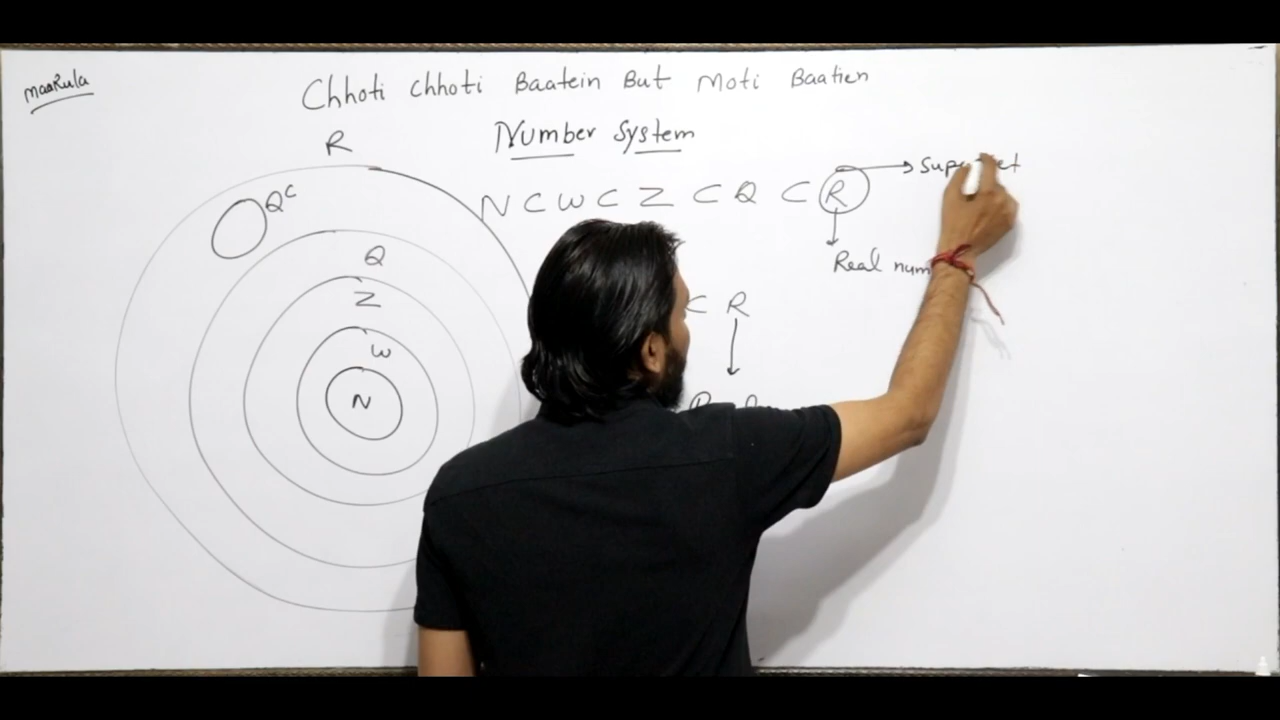 maaRula
Chhoti Chhoti Baatein But Moti Baatien
Number System
R
Q^C
Q
Z
W
N
N ⊂ W ⊂ Z ⊂ Q ⊂ R
Real num
⊂ R